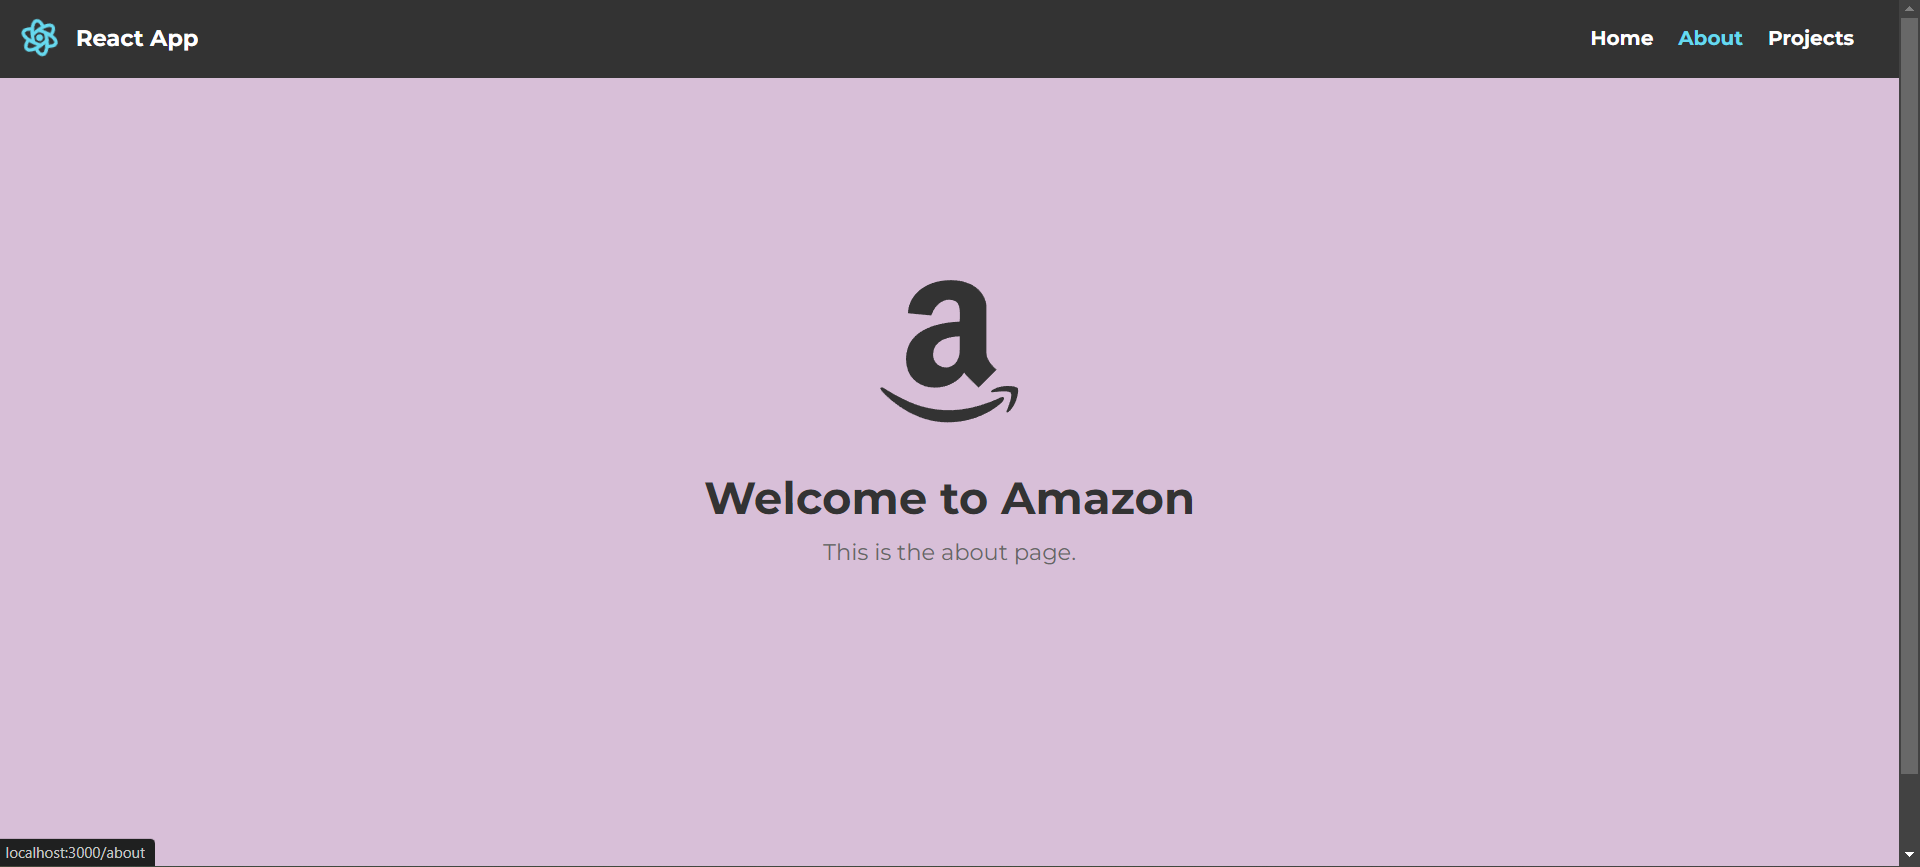 React App
Home About Projects
Welcome to Amazon
This is the about page.
localhost:3000/about